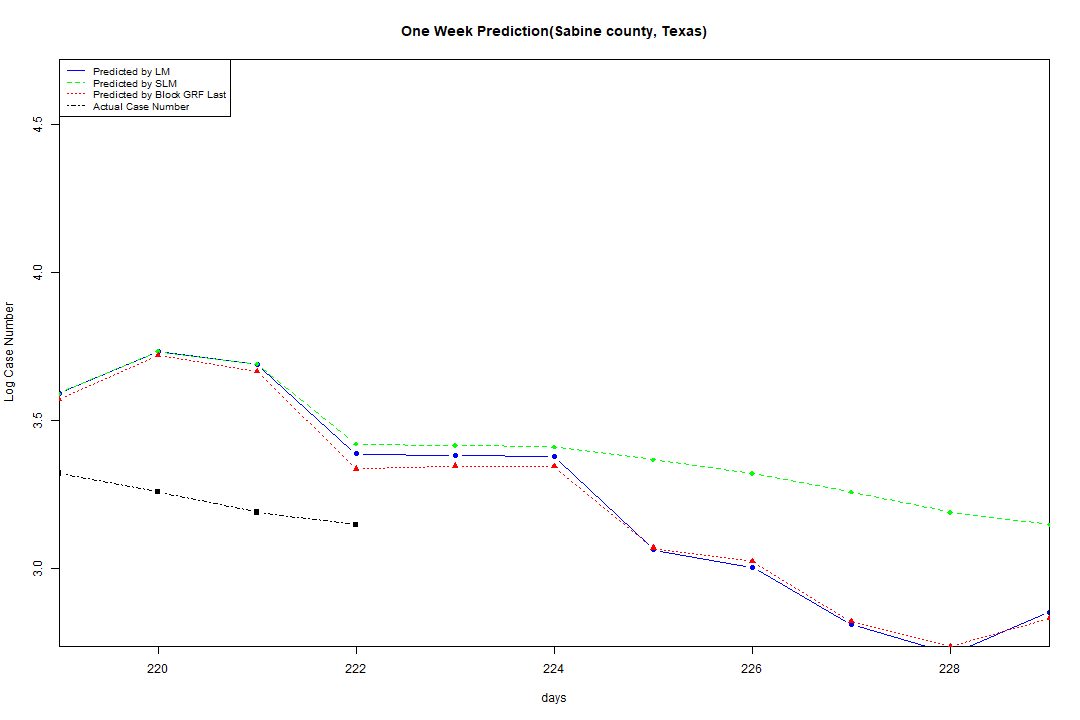 One Week Prediction(Sabine county, Texas)
Predicted by LM
Predicted by SLM
Predicted by Block GRF Last
Actual Case Number
4.5
4.0
3.5
3.0
Log Case Number
220 222 224 226 228
days